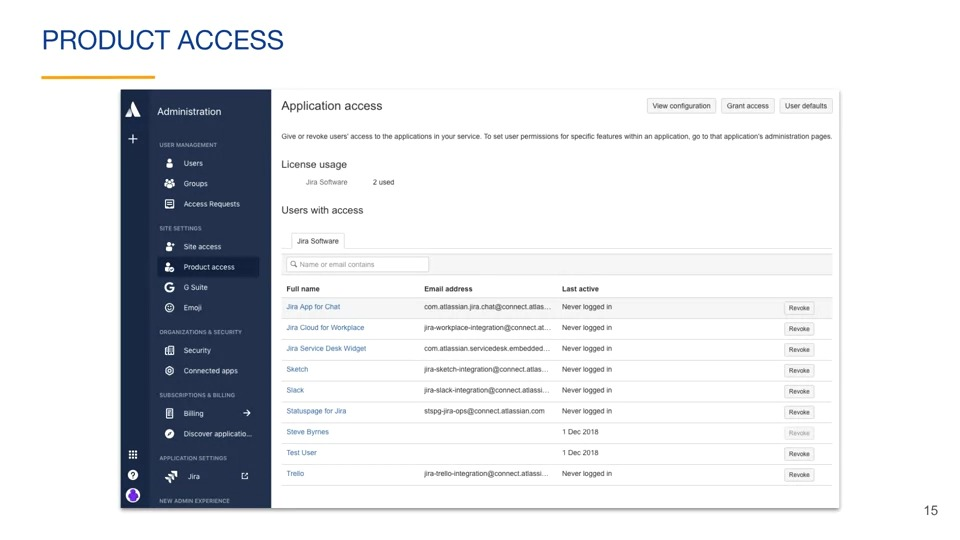 PRODUCT ACCESS
Administration
USER MANAGEMENT
Users
Groups
Access Requests
SITE SETTINGS
Site access
Product access
G Suite
Emoji
ORGANIZATIONS & SECURITY
Security
Connected apps
SUBSCRIPTIONS & BILLING
Billing
Discover applicatio...
APPLICATION SETTINGS
Jira
NEW ADMIN EXPERIENCE
Application access
View configuration Grant access User defaults
Give or revoke users' access to the applications in your service. To set user permissions for specific features within an application, go to that application's administration pages.
License usage
Jira Software 2 used
Users with access
Jira Software
Name or email contains
Full name Email address Last active
Jira App for Chat com.atlassian.jira.chat@connect.atlas... Never logged in Revoke
Jira Cloud for Workplace jira-workplace-integration@connect.at... Never logged in Revoke
Jira Service Desk Widget com.atlassian.servicedesk.embedded... Never logged in Revoke
Sketch jira-sketch-integration@connect.atlas... Never logged in Revoke
Slack jira-slack-integration@connect.atlassi... Never logged in Revoke
Statuspage for Jira stspg-jira-ops@connect.atlassian.com Never logged in Revoke
Steve Byrnes 1 Dec 2018 Revoke
Test User 1 Dec 2018 Revoke
Trello jira-trello-integration@connect.atlassi... Never logged in Revoke
15